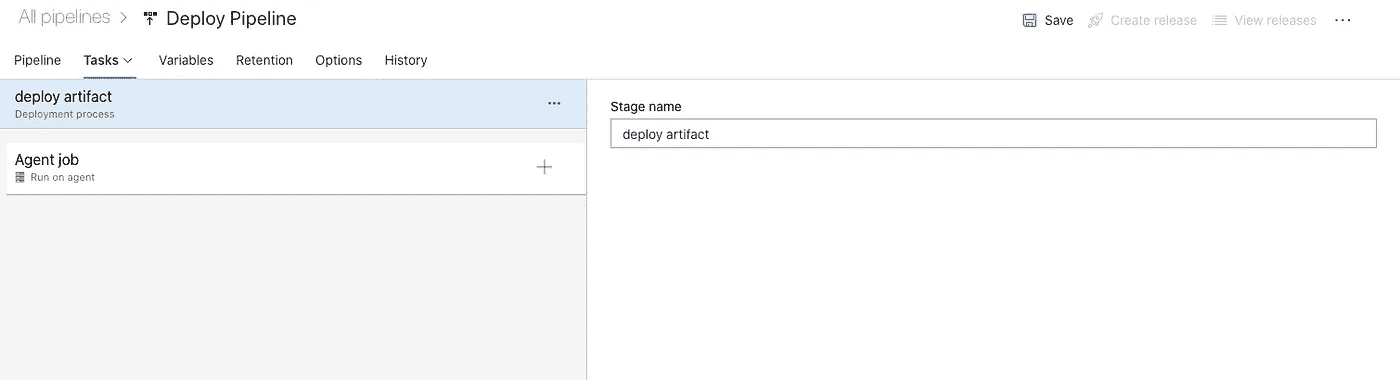 All pipelines > Deploy Pipeline
Save Create release View releases ...
Pipeline Tasks Variables Retention Options History
deploy artifact ...
Deployment process
Agent job
Run on agent
Stage name
deploy artifact